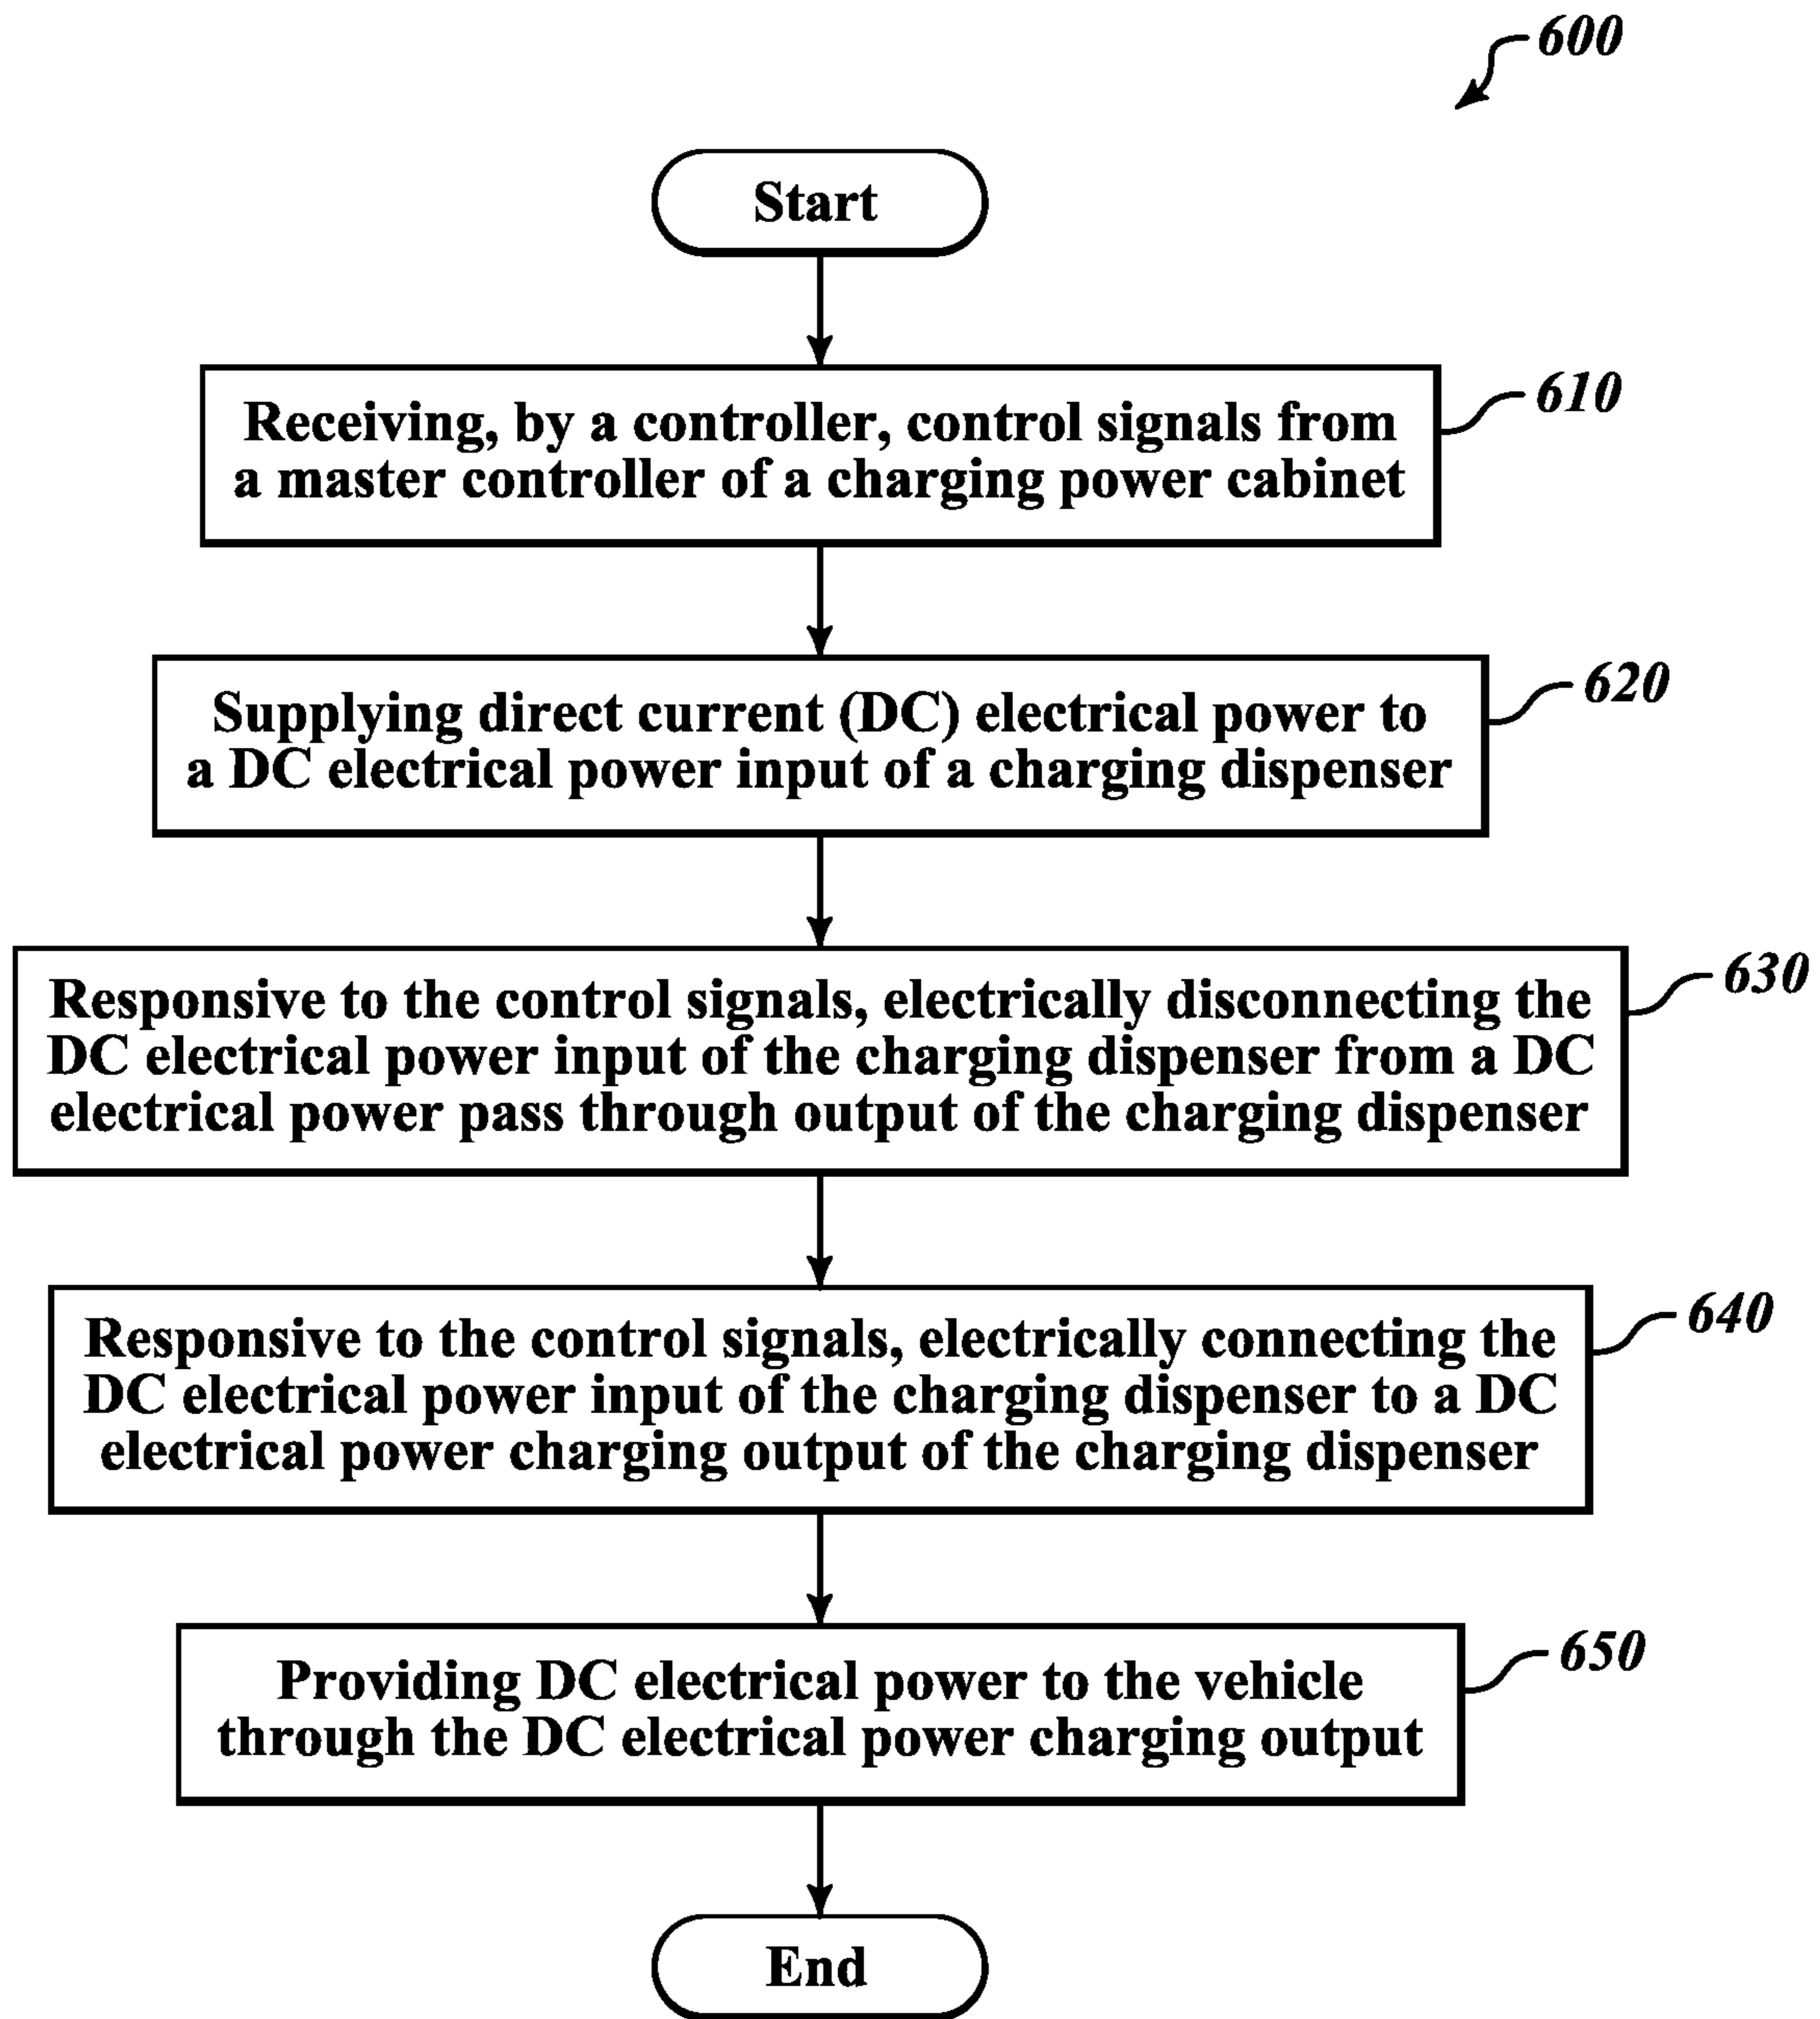 600
Start
Receiving, by a controller, control signals from
a master controller of a charging power cabinet
610
Supplying direct current (DC) electrical power to
a DC electrical power input of a charging dispenser
620
Responsive to the control signals, electrically disconnecting the
DC electrical power input of the charging dispenser from a DC
electrical power pass through output of the charging dispenser
630
Responsive to the control signals, electrically connecting the
DC electrical power input of the charging dispenser to a DC
electrical power charging output of the charging dispenser
640
Providing DC electrical power to the vehicle
through the DC electrical power charging output
650
End